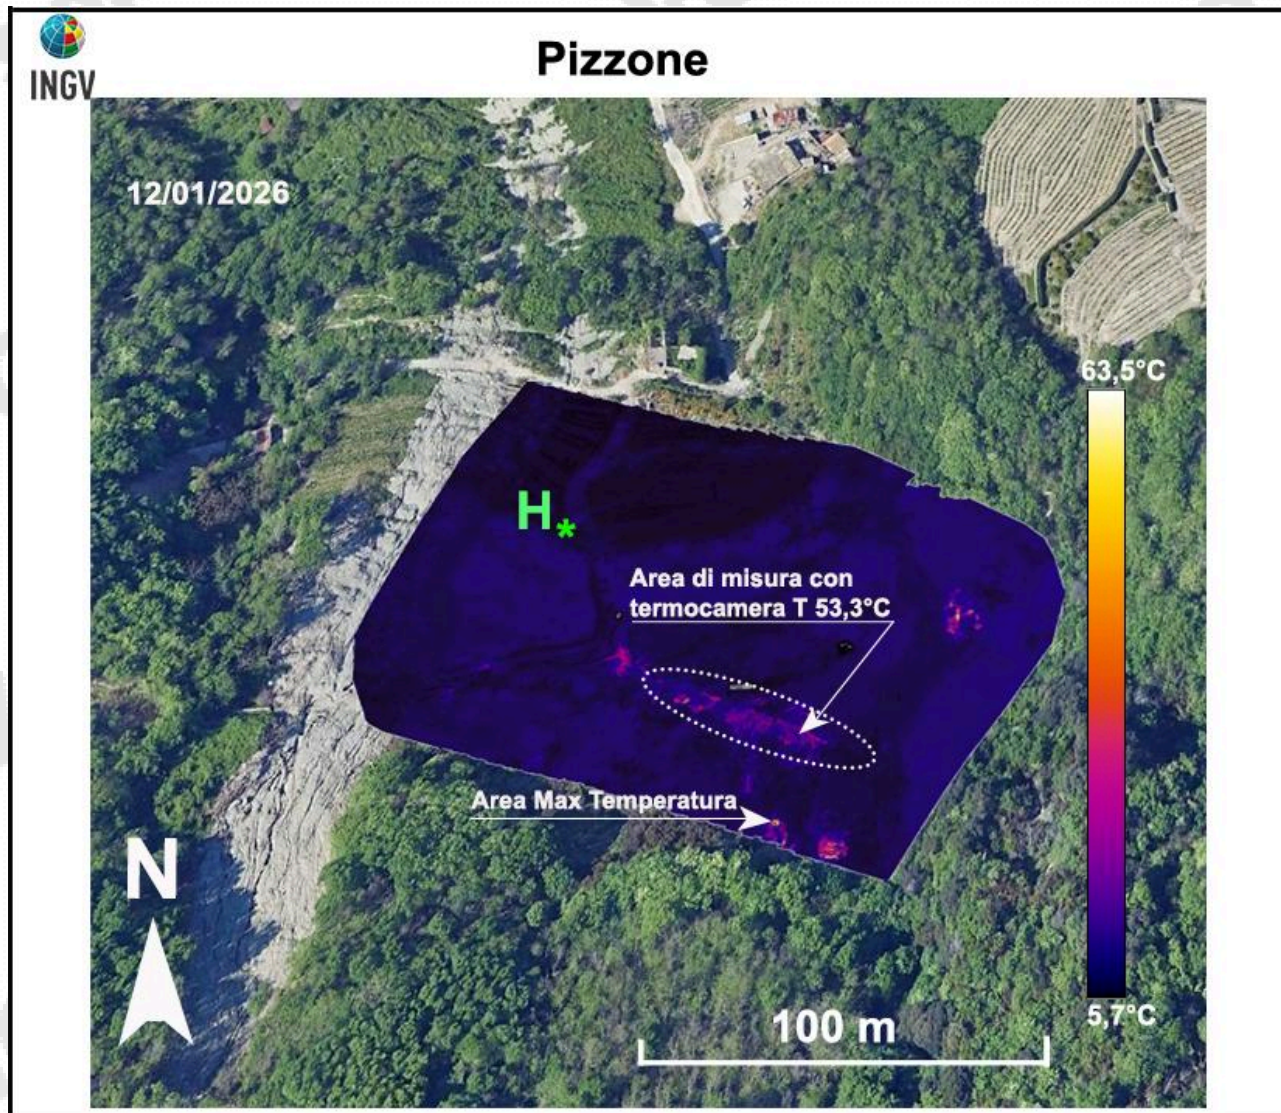 INGV
Pizzone
12/01/2026
63,5°C
H*
Area di misura con
termocamera T 53,3°C
Area Max Temperatura
N
5,7°C
100 m